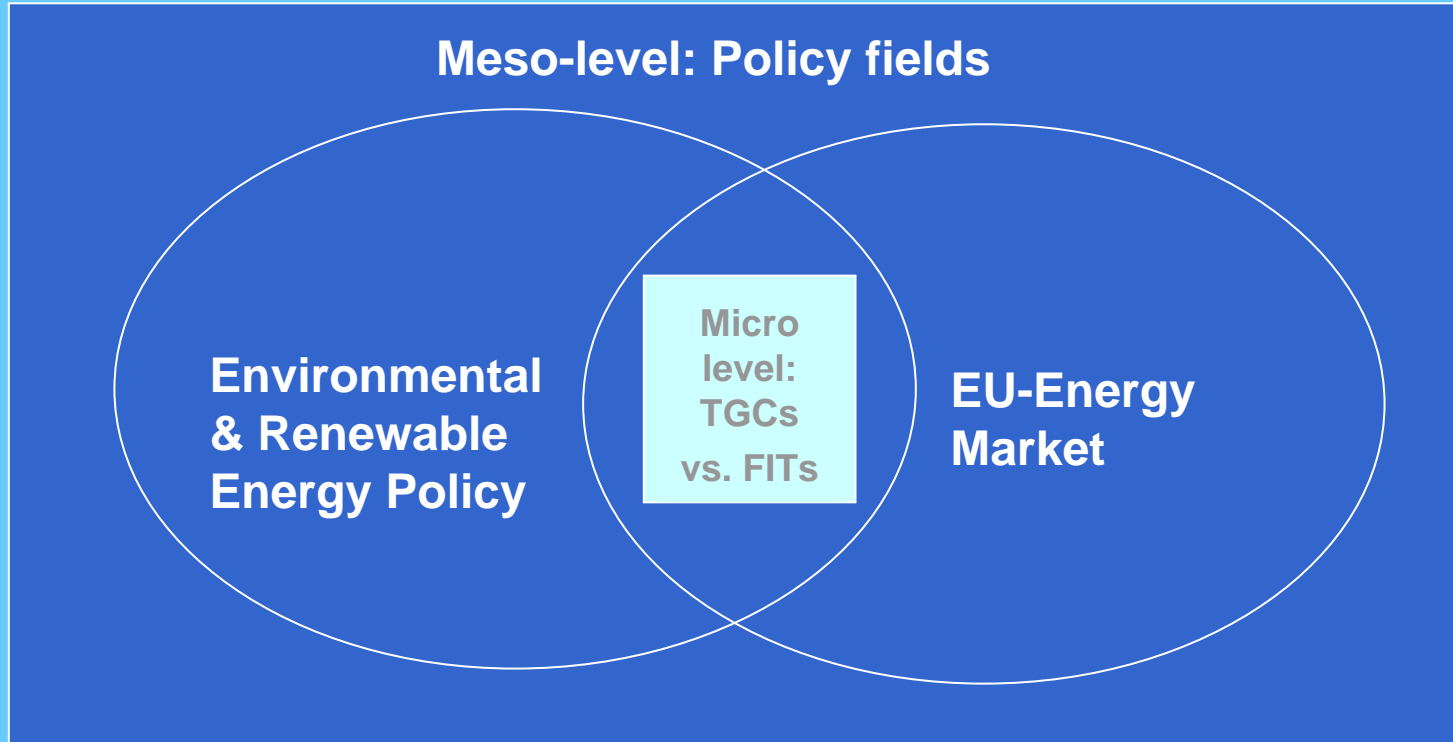 Meso-level: Policy fields
Environmental
& Renewable
Energy Policy
Micro
level:
TGCs
vs. FITs
EU-Energy
Market